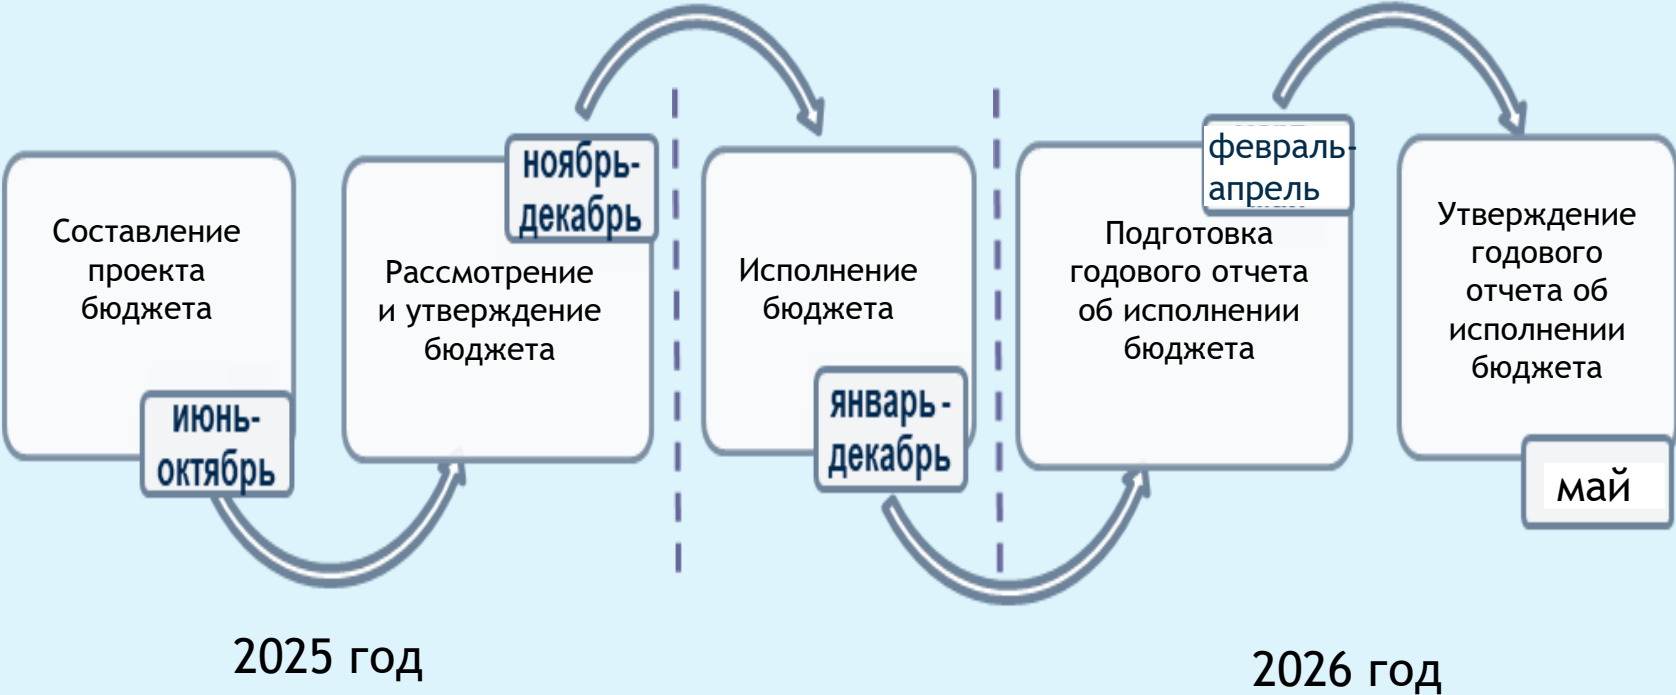 Составление
проекта
бюджета
июнь-
октябрь
ноябрь-
декабрь
Рассмотрение
и утверждение
бюджета
Исполнение
бюджета
январь -
декабрь
февраль-
апрель
Подготовка
годового отчета
об исполнении
бюджета
Утверждение
годового
отчета об
исполнении
бюджета
май
2025 год
2026 год